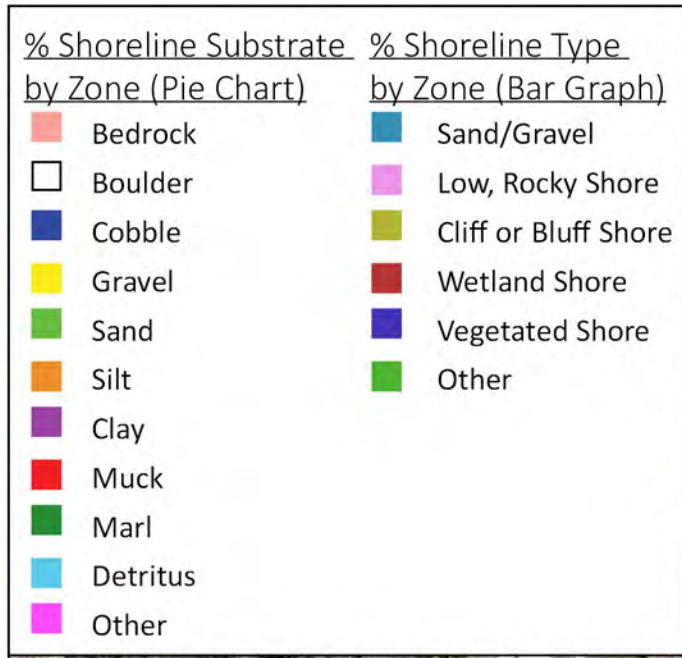 % Shoreline Substrate
by Zone (Pie Chart)
Bedrock
Boulder
Cobble
Gravel
Sand
Silt
Clay
Muck
Marl
Detritus
Other
% Shoreline Type
by Zone (Bar Graph)
Sand/Gravel
Low, Rocky Shore
Cliff or Bluff Shore
Wetland Shore
Vegetated Shore
Other